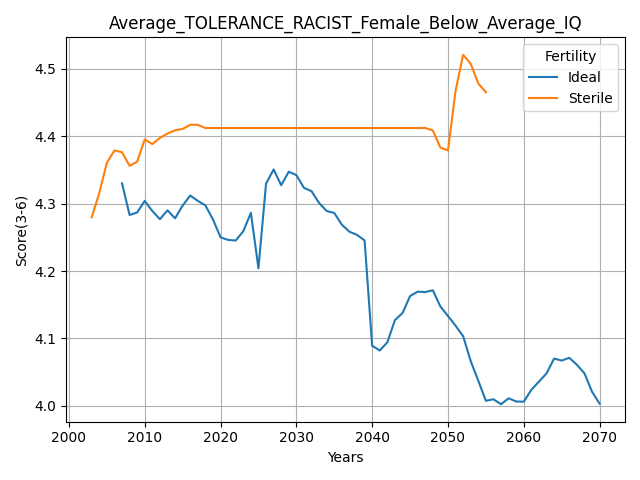 Average_TOLERANCE_RACIST_Female_Below_Average_IQ
Fertility
Ideal
Sterile
Score(3-6)
4.5
4.4
4.3
4.2
4.1
4.0
2000 2010 2020 2030 2040 2050 2060 2070
Years